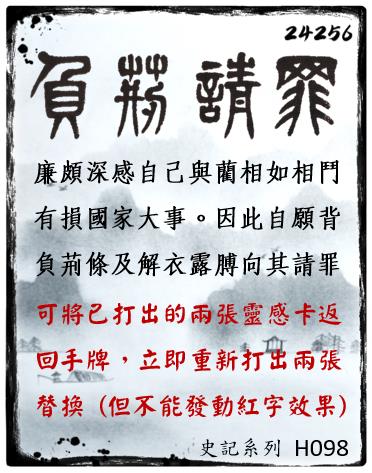 24256
負荊請罪
廉頗深感自己與藺相如相鬥
有損國家大事。因此自願背
負荊條及解衣露膊向其請罪
可將已打出的兩張靈感卡返
回手牌，立即重新打出兩張
替換（但不能發動紅字效果）
史記系列 H098